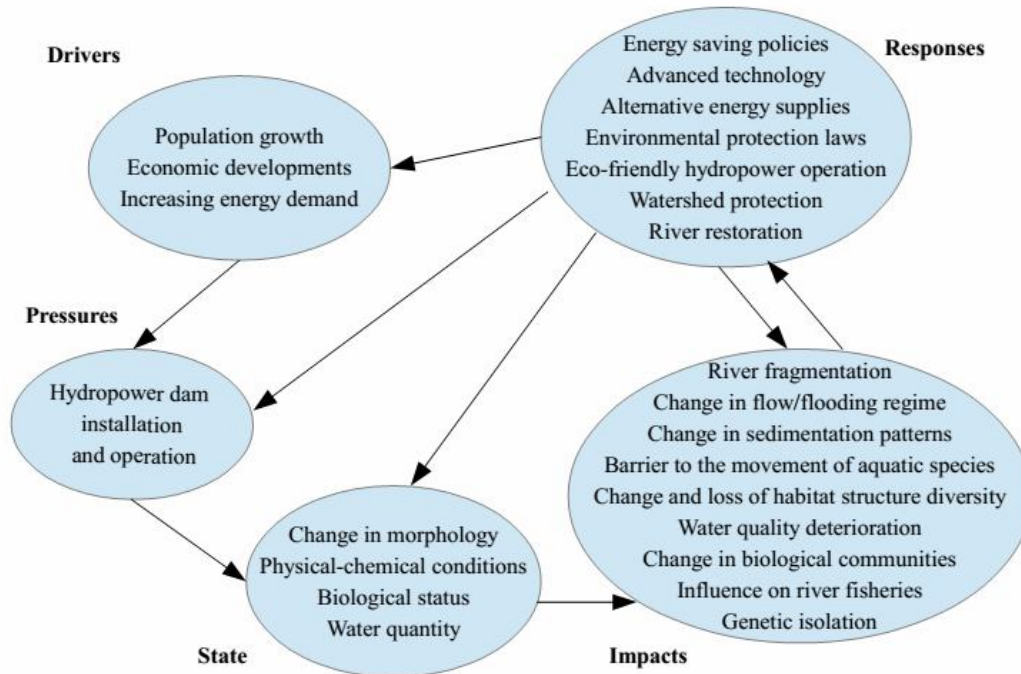 Drivers
Population growth
Economic developments
Increasing energy demand
Responses
Energy saving policies
Advanced technology
Alternative energy supplies
Environmental protection laws
Eco-friendly hydropower operation
Watershed protection
River restoration
Pressures
Hydropower dam
installation
and operation
State
Change in morphology
Physical-chemical conditions
Biological status
Water quantity
Impacts
River fragmentation
Change in flow/flooding regime
Change in sedimentation patterns
Barrier to the movement of aquatic species
Change and loss of habitat structure diversity
Water quality deterioration
Change in biological communities
Influence on river fisheries
Genetic isolation